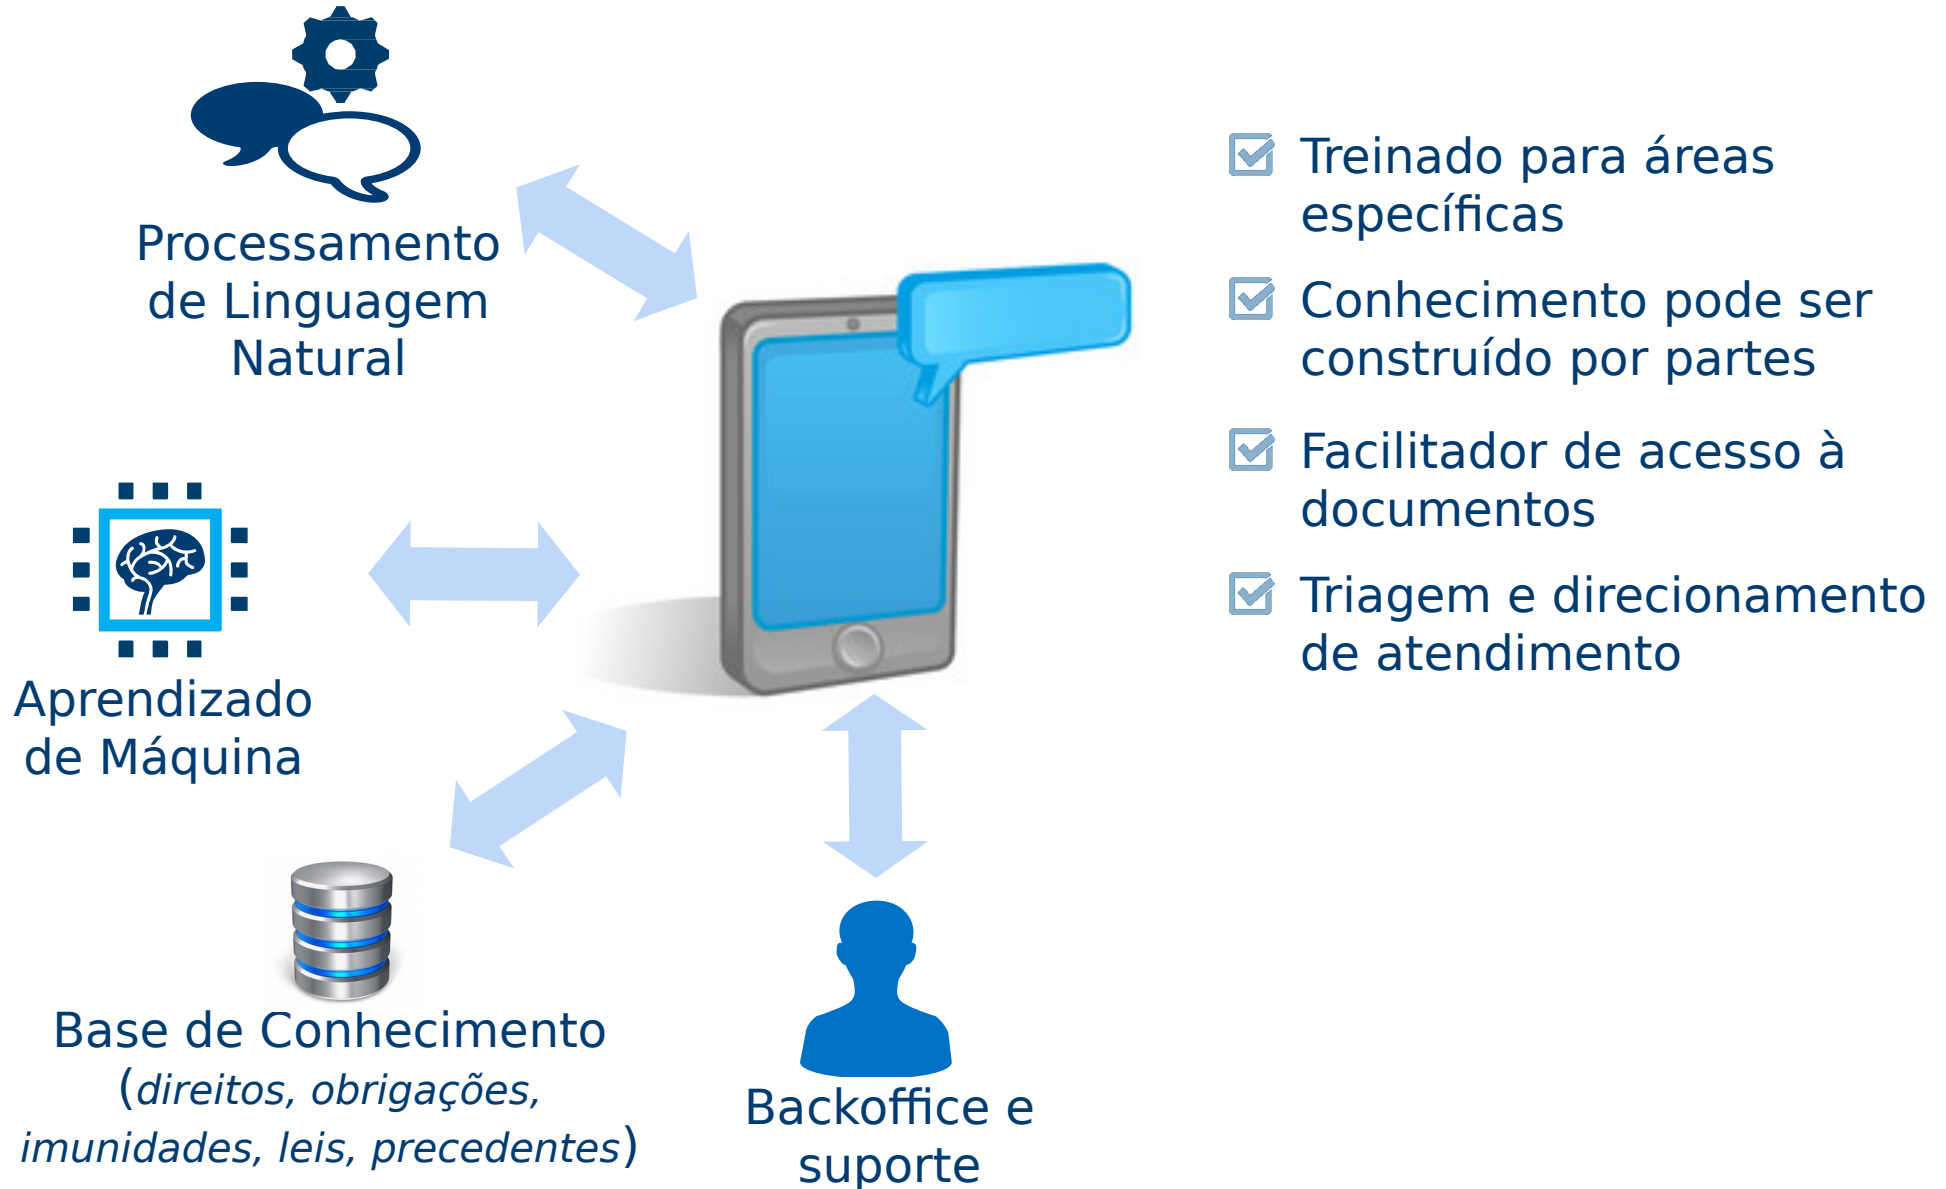 Processamento
de Linguagem
Natural
Aprendizado
de Máquina
Base de Conhecimento
(direitos, obrigações,
imunidades, leis, precedentes)
Backoffice e
suporte
Treinado para áreas
específicas
Conhecimento pode ser
construído por partes
Facilitador de acesso à
documentos
Triagem e direcionamento
de atendimento